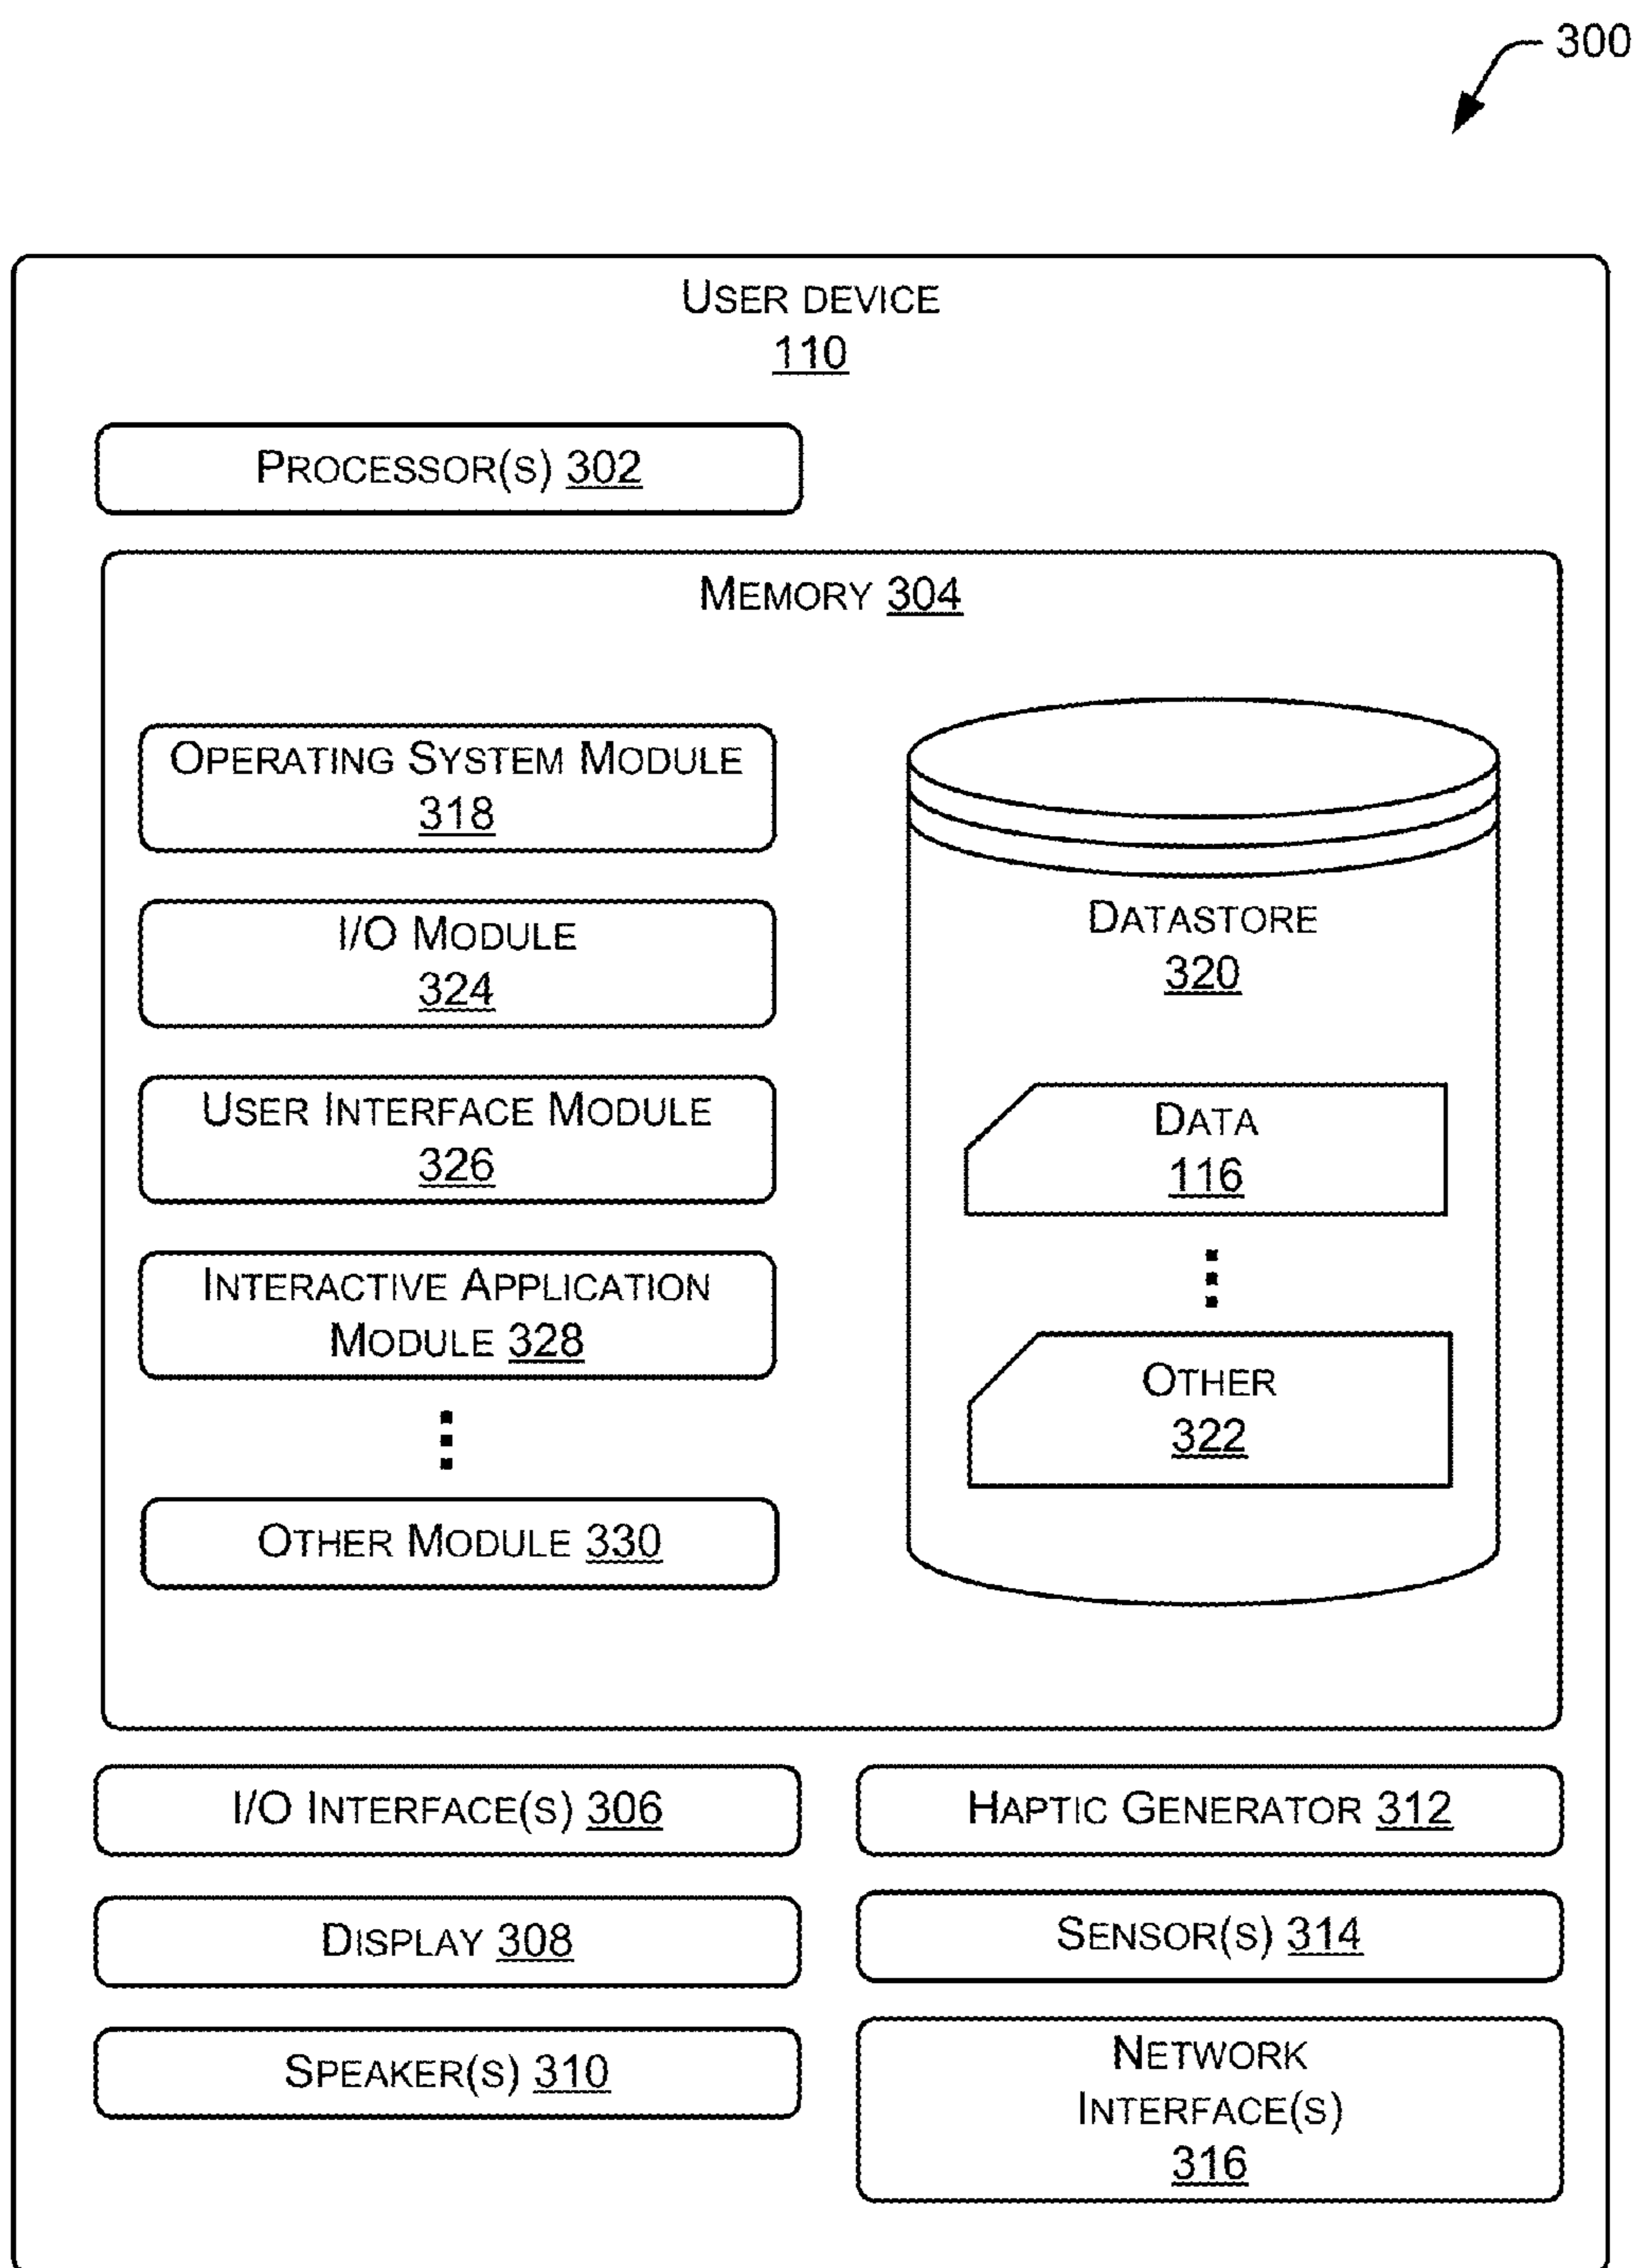 300
USER DEVICE
110
PROCESSOR(S) 302
MEMORY 304
OPERATING SYSTEM MODULE
318
I/O MODULE
324
USER INTERFACE MODULE
326
INTERACTIVE APPLICATION
MODULE 328
OTHER MODULE 330
DATASTORE
320
DATA
116
OTHER
322
I/O INTERFACE(S) 306
DISPLAY 308
SPEAKER(S) 310
HAPTIC GENERATOR 312
SENSOR(S) 314
NETWORK
INTERFACE(S)
316